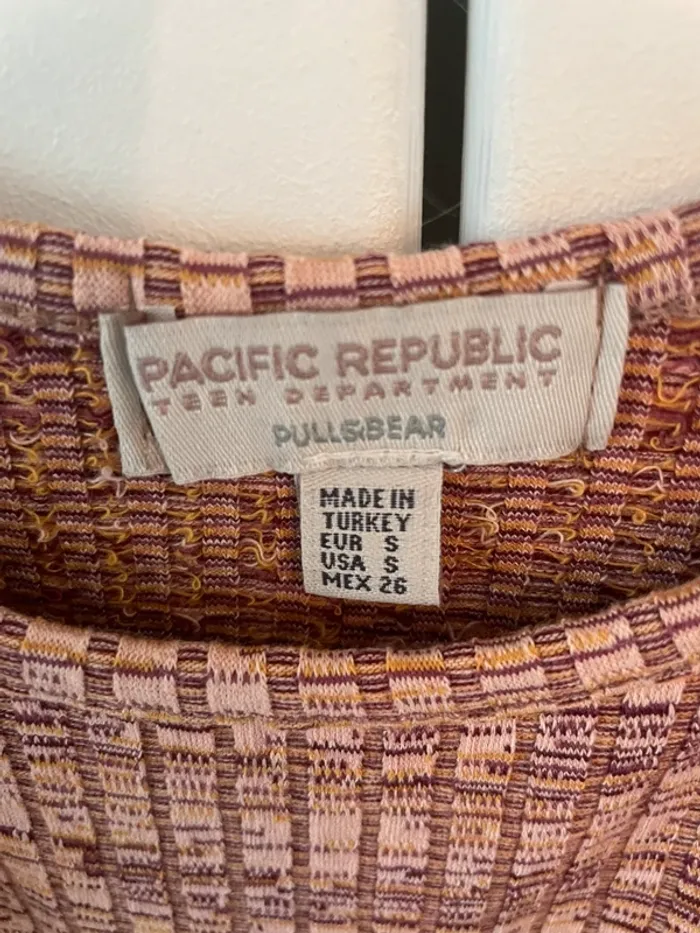 PACIFIC REPUBLIC
TEEN DEPARTMENT
PULL&BEAR
MADE IN
TURKEY
EUR S
USA S
MEX 26